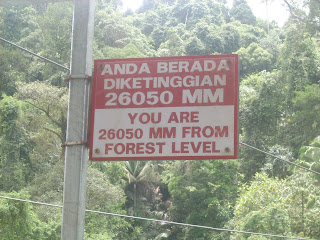 ANDA BERADA
DIKETINGGIAN
26050 MM
YOU ARE
26050 MM FROM
FOREST LEVEL